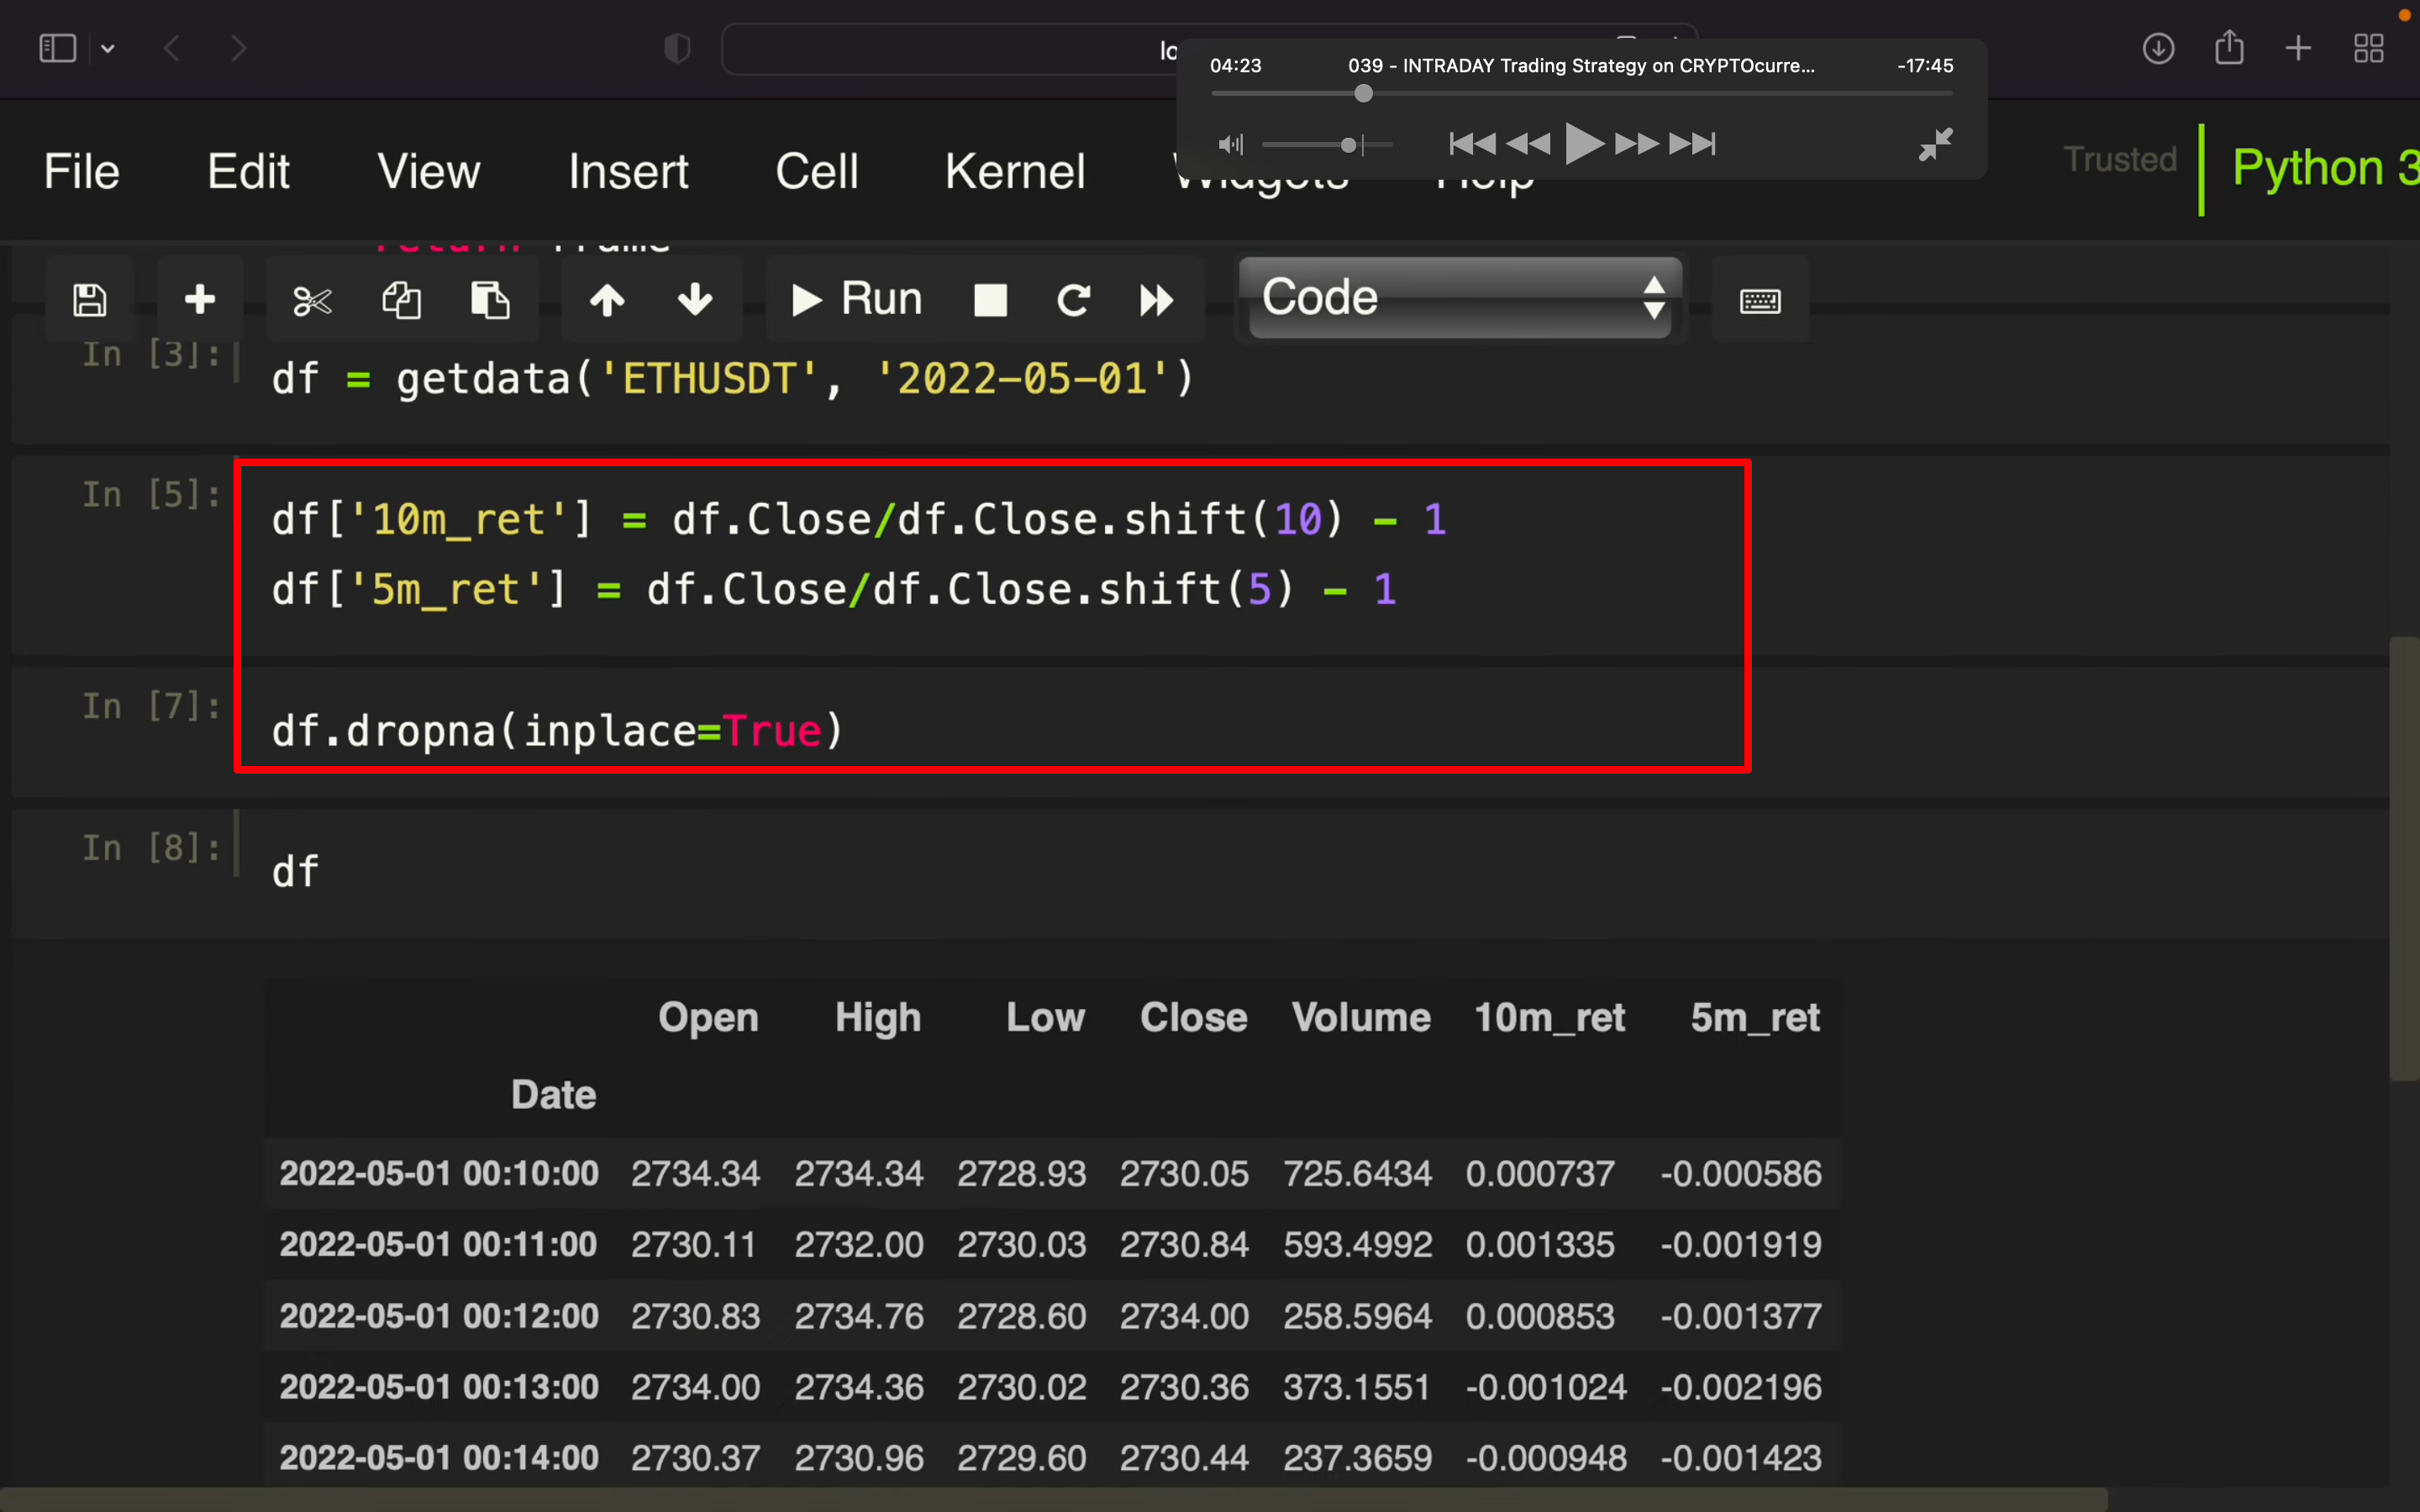 lo
04:23 039 - INTRADAY Trading Strategy on CRYPTOcurre... -17:45
File Edit View Insert Cell Kernel Widgets Help Trusted Python 3
return frame
Run Code
In [3]: df = getdata('ETHUSDT', '2022-05-01')
In [5]: df['10m_ret'] = df.Close/df.Close.shift(10) - 1
df['5m_ret'] = df.Close/df.Close.shift(5) - 1
In [7]: df.dropna(inplace=True)
In [8]: df
Open High Low Close Volume 10m_ret 5m_ret
Date
2022-05-01 00:10:00 2734.34 2734.34 2728.93 2730.05 725.6434 0.000737 -0.000586
2022-05-01 00:11:00 2730.11 2732.00 2730.03 2730.84 593.4992 0.001335 -0.001919
2022-05-01 00:12:00 2730.83 2734.76 2728.60 2734.00 258.5964 0.000853 -0.001377
2022-05-01 00:13:00 2734.00 2734.36 2730.02 2730.36 373.1551 -0.001024 -0.002196
2022-05-01 00:14:00 2730.37 2730.96 2729.60 2730.44 237.3659 -0.000948 -0.001423